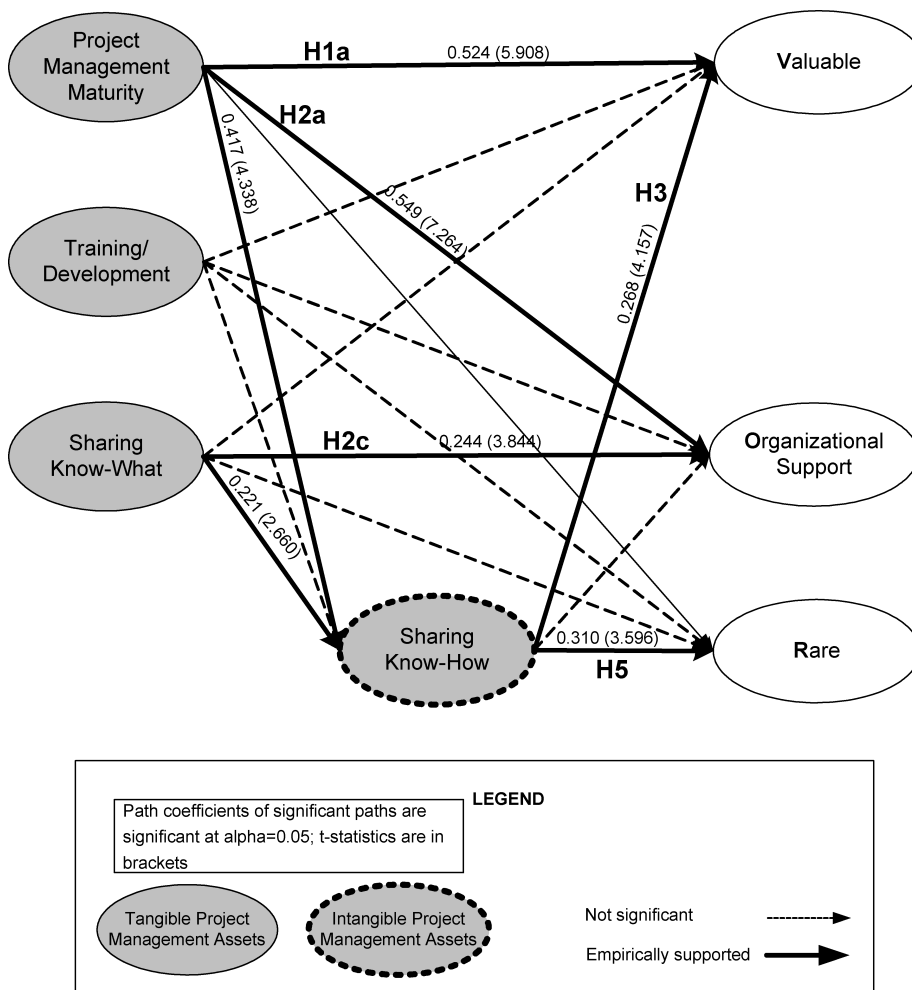 Project
Management
Maturity
H1a
0.524 (5.908)
Valuable
H2a
0.417 (4.338)
0.549 (7.264)
H3
0.268 (4.157)
Training/
Development
Sharing
Know-What
H2c
0.244 (3.844)
Organizational
Support
0.221 (2.660)
Sharing
Know-How
0.310 (3.596)
H5
Rare
LEGEND
Path coefficients of significant paths are
significant at alpha=0.05; t-statistics are in
brackets
Tangible Project
Management Assets
Intangible Project
Management Assets
Not significant
Empirically supported